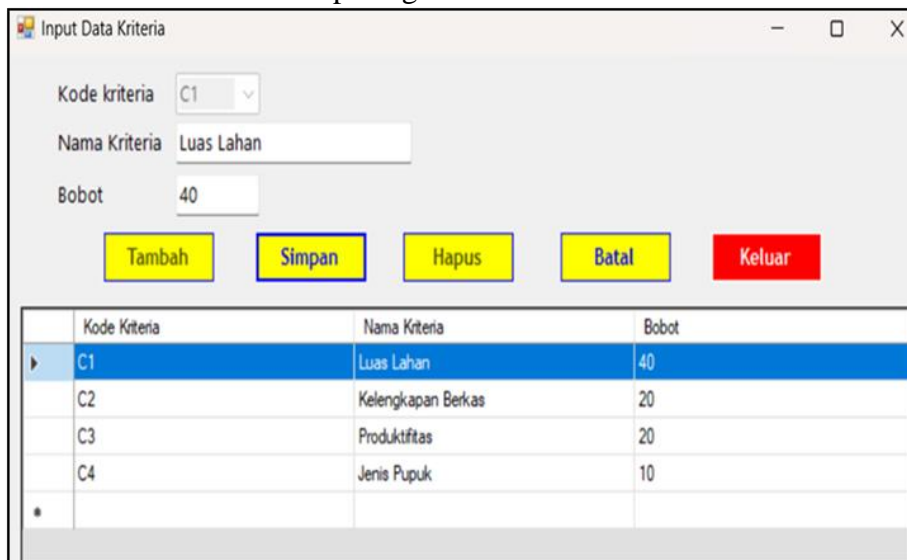 Input Data Kriteria
Kode kriteria C1
Nama Kriteria Luas Lahan
Bobot 40
Tambah Simpan Hapus Batal Keluar
Kode Kriteria Nama Kriteria Bobot
C1 Luas Lahan 40
C2 Kelengkapan Berkas 20
C3 Produktifitas 20
C4 Jenis Pupuk 10